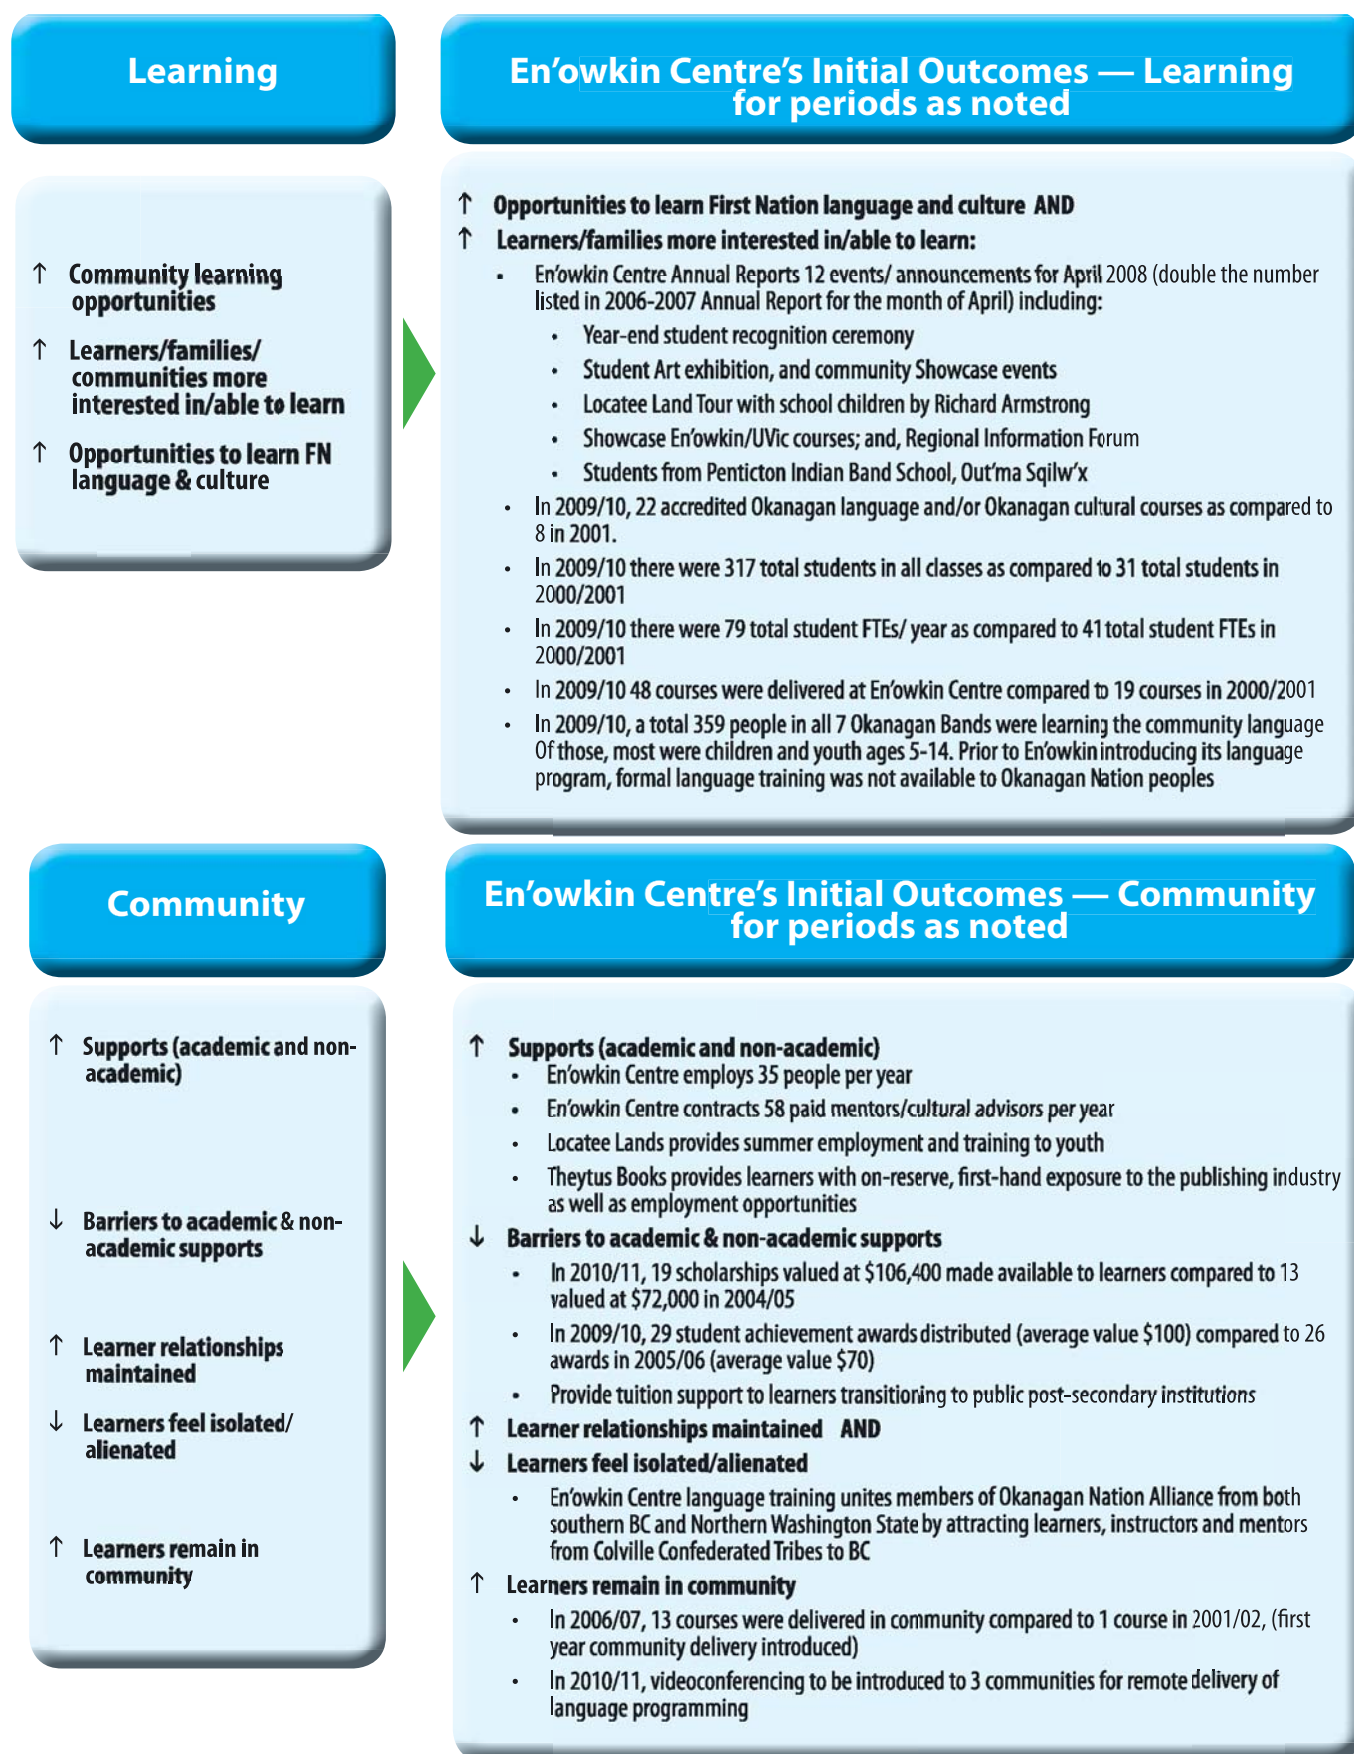 Learning
En'owkin Centre's Initial Outcomes — Learning
for periods as noted
↑ Community learning
opportunities
↑ Learners/families/
communities more
interested in/able to learn
↑ Opportunities to learn FN
language & culture
↑ Opportunities to learn First Nation language and culture AND
↑ Learners/families more interested in/able to learn:
• En'owkin Centre Annual Reports 12 events/ announcements for April 2008 (double the number
listed in 2006-2007 Annual Report for the month of April) including:
• Year-end student recognition ceremony
• Student Art exhibition, and community Showcase events
• Locatee Land Tour with school children by Richard Armstrong
• Showcase En'owkin/UVic courses; and, Regional Information Forum
• Students from Penticton Indian Band School, Out'ma Sqilw'x
• In 2009/10, 22 accredited Okanagan language and/or Okanagan cultural courses as compared to
8 in 2001.
• In 2009/10 there were 317 total students in all classes as compared to 31 total students in
2000/2001
• In 2009/10 there were 79 total student FTEs/ year as compared to 41 total student FTEs in
2000/2001
• In 2009/10 48 courses were delivered at En'owkin Centre compared to 19 courses in 2000/2001
• In 2009/10, a total 359 people in all 7 Okanagan Bands were learning the community language
Of those, most were children and youth ages 5-14. Prior to En'owkin introducing its language
program, formal language training was not available to Okanagan Nation peoples
Community
En'owkin Centre's Initial Outcomes — Community
for periods as noted
↑ Supports (academic and non-
academic)
↓ Barriers to academic & non-
academic supports
↑ Learner relationships
maintained
↓ Learners feel isolated/
alienated
↑ Learners remain in
community
↑ Supports (academic and non-academic)
• En'owkin Centre employs 35 people per year
• En'owkin Centre contracts 58 paid mentors/cultural advisors per year
• Locatee Lands provides summer employment and training to youth
• Theytus Books provides learners with on-reserve, first-hand exposure to the publishing industry
as well as employment opportunities
↓ Barriers to academic & non-academic supports
• In 2010/11, 19 scholarships valued at $106,400 made available to learners compared to 13
valued at $72,000 in 2004/05
• In 2009/10, 29 student achievement awards distributed (average value $100) compared to 26
awards in 2005/06 (average value $70)
• Provide tuition support to learners transitioning to public post-secondary institutions
↑ Learner relationships maintained AND
↓ Learners feel isolated/alienated
• En'owkin Centre language training unites members of Okanagan Nation Alliance from both
southern BC and Northern Washington State by attracting learners, instructors and mentors
from Colville Confederated Tribes to BC
↑ Learners remain in community
• In 2006/07, 13 courses were delivered in community compared to 1 course in 2001/02, (first
year community delivery introduced)
• In 2010/11, videoconferencing to be introduced to 3 communities for remote delivery of
language programming